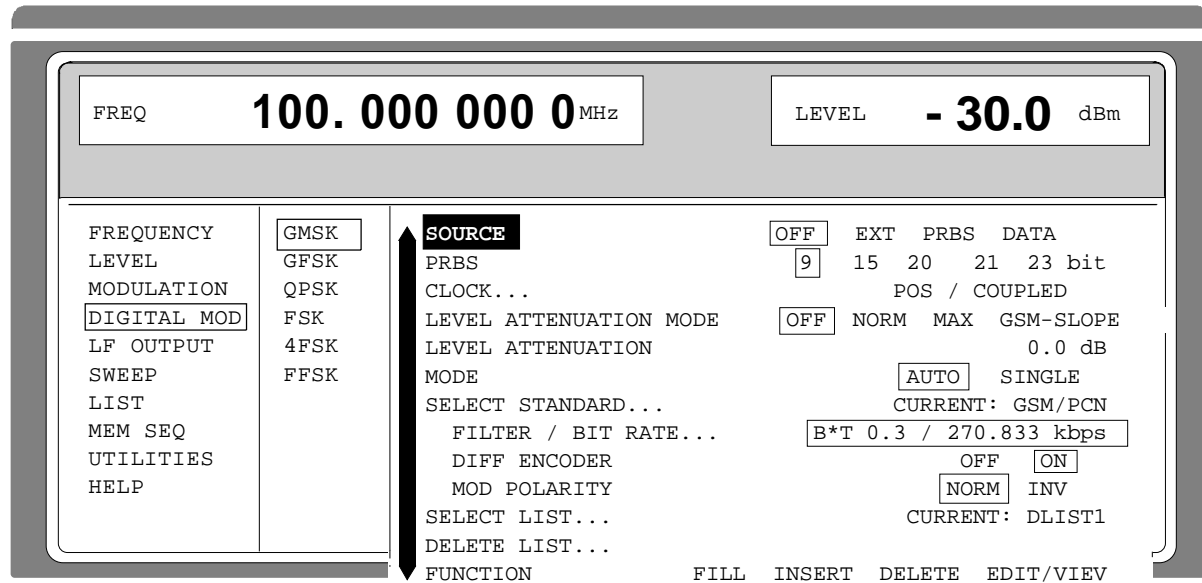 FREQ 100. 000 000 0 MHz LEVEL - 30.0 dBm
FREQUENCY GMSK SOURCE OFF EXT PRBS DATA
LEVEL GFSK PRBS 9 15 20 21 23 bit
MODULATION QPSK CLOCK... POS / COUPLED
DIGITAL MOD FSK LEVEL ATTENUATION MODE OFF NORM MAX GSM-SLOPE
LF OUTPUT 4FSK LEVEL ATTENUATION 0.0 dB
SWEEP FFSK MODE AUTO SINGLE
LIST SELECT STANDARD... CURRENT: GSM/PCN
MEM SEQ FILTER / BIT RATE... B*T 0.3 / 270.833 kbps
UTILITIES DIFF ENCODER OFF ON
HELP MOD POLARITY NORM INV
SELECT LIST... CURRENT: DLIST1
DELETE LIST...
FUNCTION FILL INSERT DELETE EDIT/VIEV